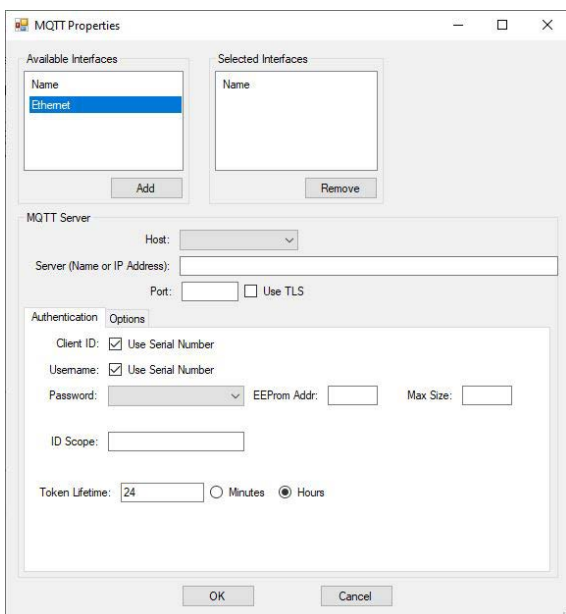 MQTT Properties
Available Interfaces
Selected Interfaces
Name
Name
Ethernet
Add
Remove
MQTT Server
Host:
Server (Name or IP Address):
Port:
Use TLS
Authentication
Options
Client ID:
Use Serial Number
Username:
Use Serial Number
Password:
EEProm Addr:
Max Size:
ID Scope:
Token Lifetime:
24
Minutes
Hours
OK
Cancel